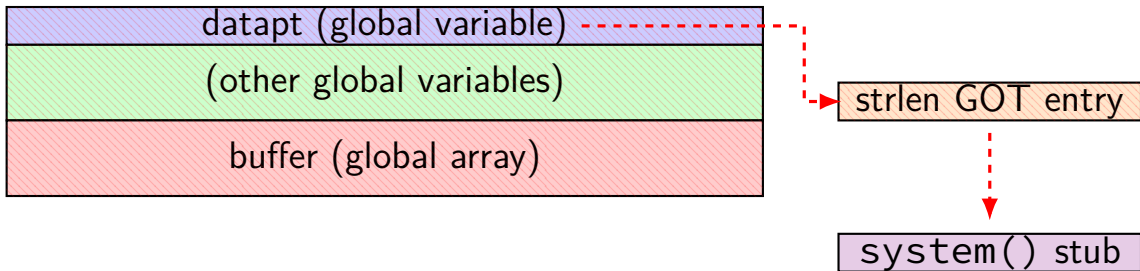 datapt (global variable)
(other global variables)
strlen GOT entry
buffer (global array)
system() stub